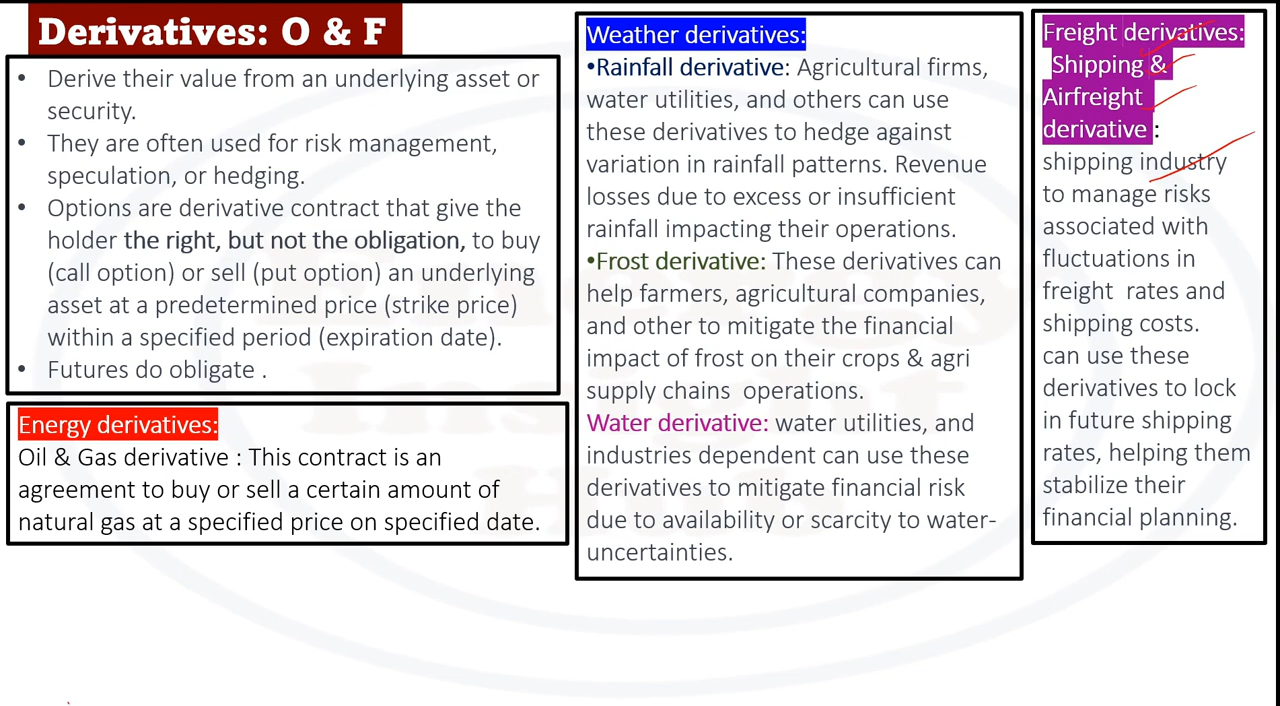 Derivatives: O & F
• Derive their value from an underlying asset or
security.
• They are often used for risk management,
speculation, or hedging.
• Options are derivative contract that give the
holder the right, but not the obligation, to buy
(call option) or sell (put option) an underlying
asset at a predetermined price (strike price)
within a specified period (expiration date).
• Futures do obligate .
Energy derivatives:
Oil & Gas derivative : This contract is an
agreement to buy or sell a certain amount of
natural gas at a specified price on specified date.
Weather derivatives:
•Rainfall derivative: Agricultural firms,
water utilities, and others can use
these derivatives to hedge against
variation in rainfall patterns. Revenue
losses due to excess or insufficient
rainfall impacting their operations.
•Frost derivative: These derivatives can
help farmers, agricultural companies,
and other to mitigate the financial
impact of frost on their crops & agri
supply chains operations.
Water derivative: water utilities, and
industries dependent can use these
derivatives to mitigate financial risk
due to availability or scarcity to water-
uncertainties.
Freight derivatives:
Shipping &
Airfreight
derivative :
shipping industry
to manage risks
associated with
fluctuations in
freight rates and
shipping costs.
can use these
derivatives to lock
in future shipping
rates, helping them
stabilize their
financial planning.